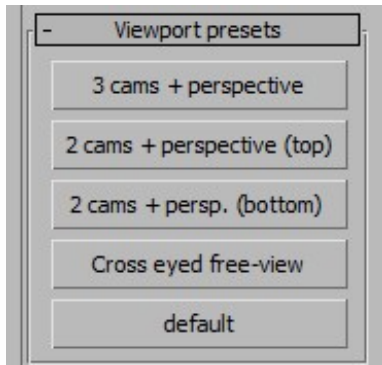 - Viewport presets
3 cams + perspective
2 cams + perspective (top)
2 cams + persp. (bottom)
Cross eyed free-view
default